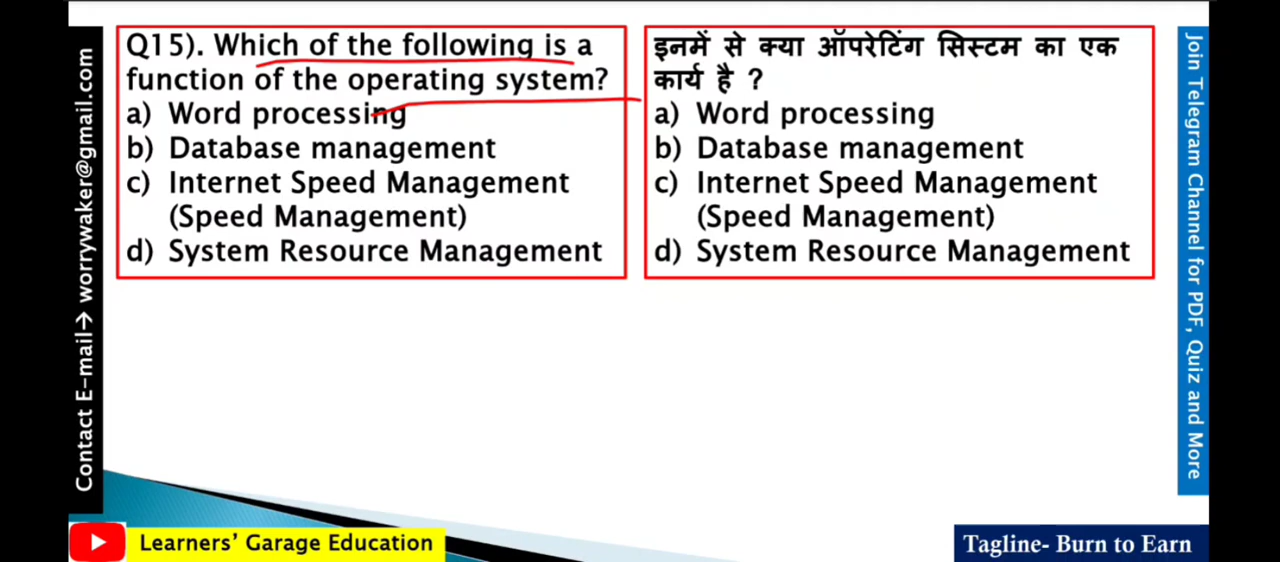 Q15). Which of the following is a
function of the operating system?
a) Word processing
b) Database management
c) Internet Speed Management
(Speed Management)
d) System Resource Management
इनमें से क्या ऑपरेटिंग सिस्टम का एक
कार्य है ?
a) Word processing
b) Database management
c) Internet Speed Management
(Speed Management)
d) System Resource Management
Contact E-mail→ worrywaker@gmail.com
Join Telegram Channel for PDF, Quiz and More
Learners’ Garage Education
Tagline- Burn to Earn